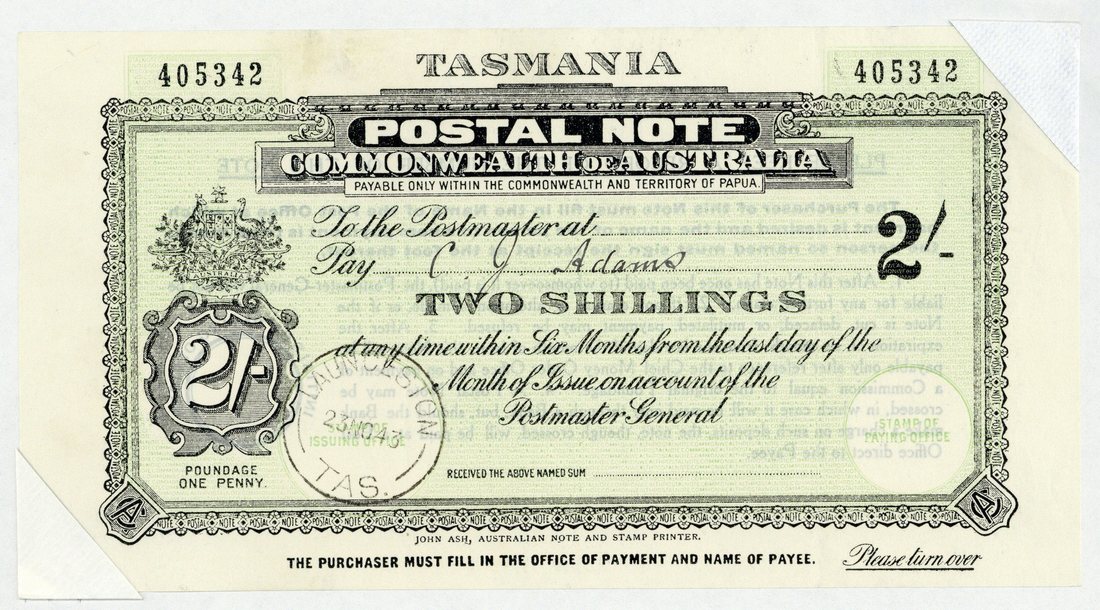 405342
TASMANIA
405342
POSTAL NOTE
COMMONWEALTH OF AUSTRALIA
PAYABLE ONLY WITHIN THE COMMONWEALTH AND TERRITORY OF PAPUA.
To the Postmaster at
Pay C. J. Adams
2/-
TWO SHILLINGS
2/-
at any time within Six Months from the last day of the
Month of Issue, on account of the
Postmaster General
LAUNCESTON
TAS.
STAMP OF
ISSUING OFFICE
STAMP OF
PAYING OFFICE
POUNDAGE
ONE PENNY.
RECEIVED THE ABOVE NAMED SUM
JOHN ASH, AUSTRALIAN NOTE AND STAMP PRINTER.
THE PURCHASER MUST FILL IN THE OFFICE OF PAYMENT AND NAME OF PAYEE.
Please turn over